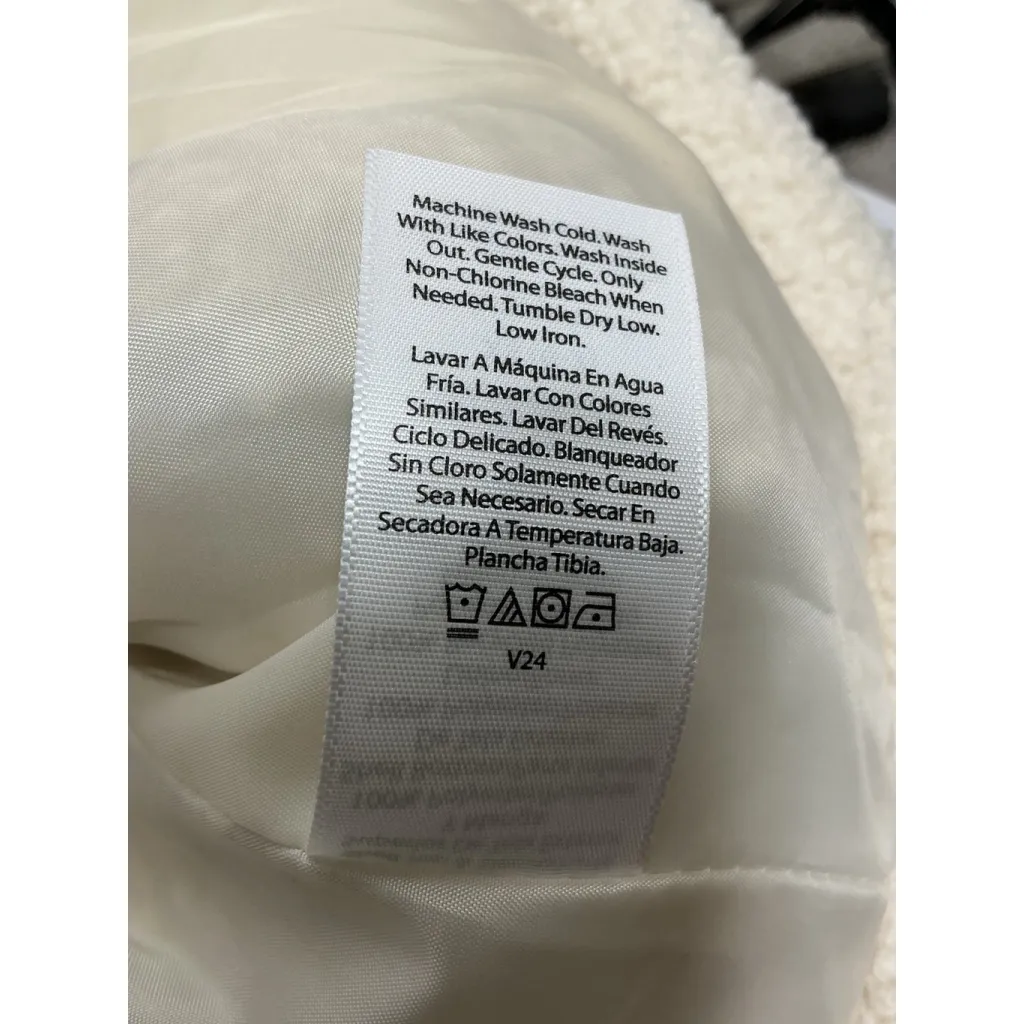 Machine Wash Cold. Wash
With Like Colors. Wash Inside
Out. Gentle Cycle. Only
Non-Chlorine Bleach When
Needed. Tumble Dry Low.
Low Iron.
Lavar A Máquina En Agua
Fría. Lavar Con Colores
Similares. Lavar Del Revés.
Ciclo Delicado. Blanqueador
Sin Cloro Solamente Cuando
Sea Necesario. Secar En
Secadora A Temperatura Baja.
Plancha Tibia.
V24